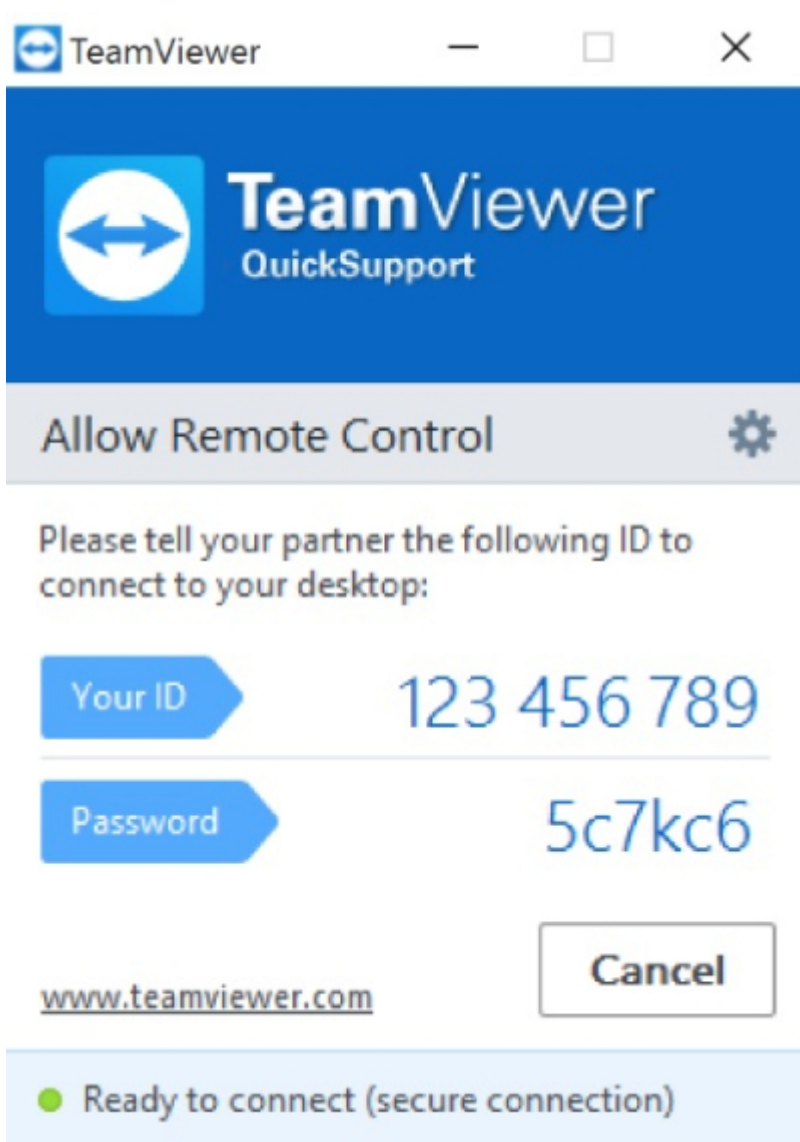 TeamViewer
TeamViewer
QuickSupport
Allow Remote Control
Please tell your partner the following ID to
connect to your desktop:
Your ID 123 456 789
Password 5c7kc6
www.teamviewer.com Cancel
Ready to connect (secure connection)